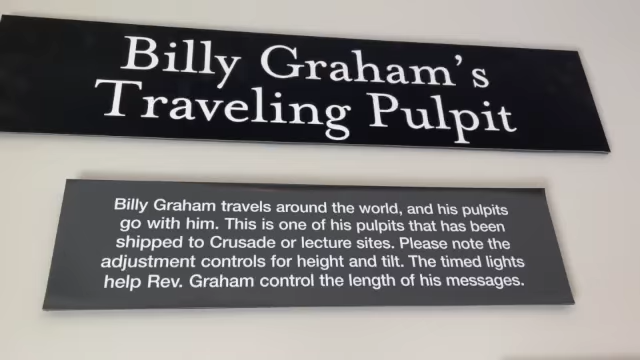 Billy Graham's
Traveling Pulpit
Billy Graham travels around the world, and his pulpits
go with him. This is one of his pulpits that has been
shipped to Crusade or lecture sites. Please note the
adjustment controls for height and tilt. The timed lights
help Rev. Graham control the length of his messages.